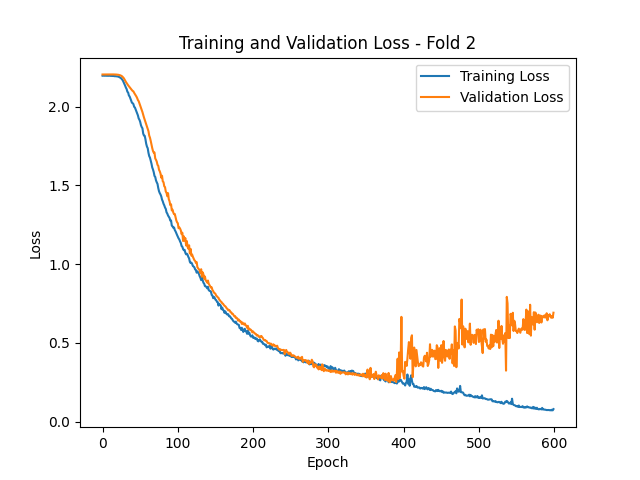 Training and Validation Loss - Fold 2
Training Loss
Validation Loss
Loss
2.0
1.5
1.0
0.5
0.0
0 100 200 300 400 500 600
Epoch